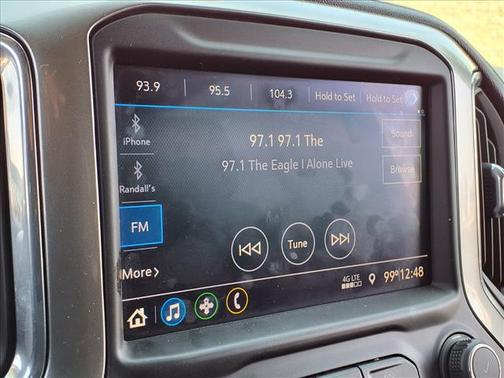 93.9 95.5 104.3 Hold to Set Hold to Set
iPhone
97.1 97.1 The
Sound
97.1 The Eagle I Alone Live
Browse
Randall's
FM
Tune
More
4G LTE
99° 12:48